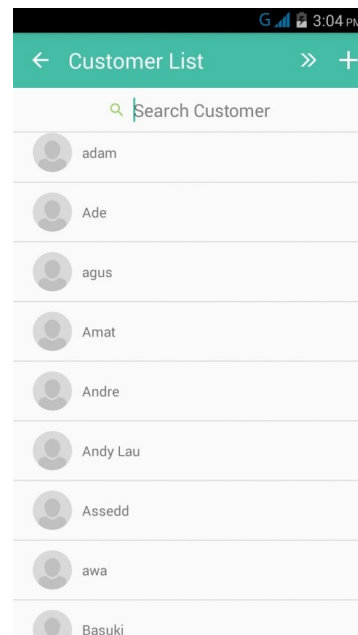 G 3:04 PM
Customer List
Search Customer
adam
Ade
agus
Amat
Andre
Andy Lau
Assedd
awa
Basuki